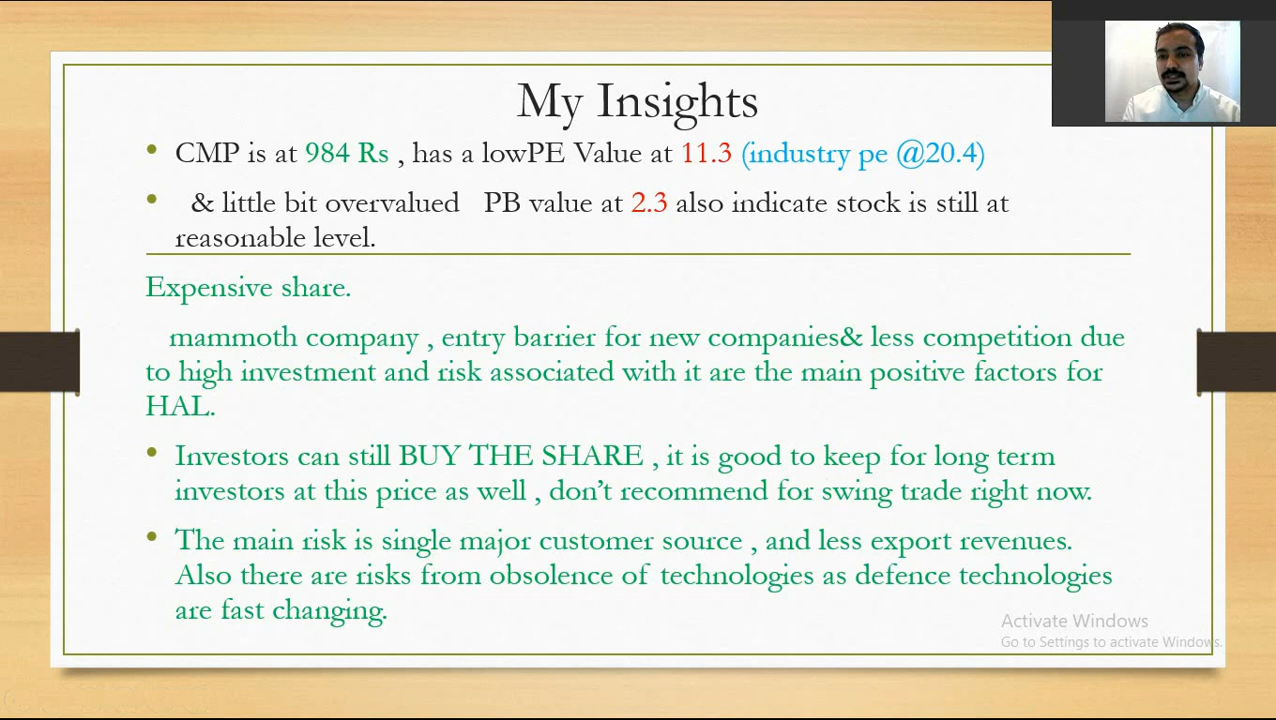 My Insights
• CMP is at 984 Rs , has a lowPE Value at 11.3 (industry pe @20.4)
• & little bit overvalued PB value at 2.3 also indicate stock is still at
reasonable level.
Expensive share.
mammoth company , entry barrier for new companies& less competition due
to high investment and risk associated with it are the main positive factors for
HAL.
• Investors can still BUY THE SHARE , it is good to keep for long term
investors at this price as well , don’t recommend for swing trade right now.
• The main risk is single major customer source , and less export revenues.
Also there are risks from obsolence of technologies as defence technologies
are fast changing.
Activate Windows
Go to Settings to activate Windows.